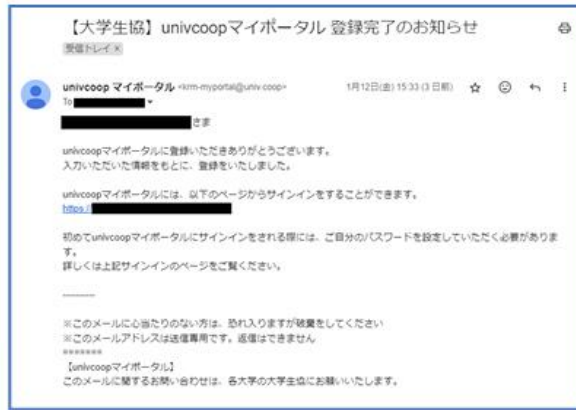 【大学生協】univcoopマイポータル 登録完了のお知らせ
受信トレイ ×
univcoop マイポータル <krm-myportal@univ.coop>
1月12日(金) 15:33 (3 日前)
To
さま
univcoopマイポータルに登録いただきありがとうございます。
入力いただいた情報をもとに、登録をいたしました。
univcoopマイポータルには、以下のページからサインインをすることができます。
https:/
初めてunivcoopマイポータルにサインインをされる際には、ご自分のパスワードを設定していただく必要がありま
す。
詳しくは上記サインインのページをご覧ください。
-------
※このメールに心当たりのない方は、恐れ入りますが破棄をしてください
※このメールアドレスは送信専用です。返信はできません
=======
【univcoopマイポータル】
このメールに関するお問い合わせは、各大学の大学生協にお願いいたします。